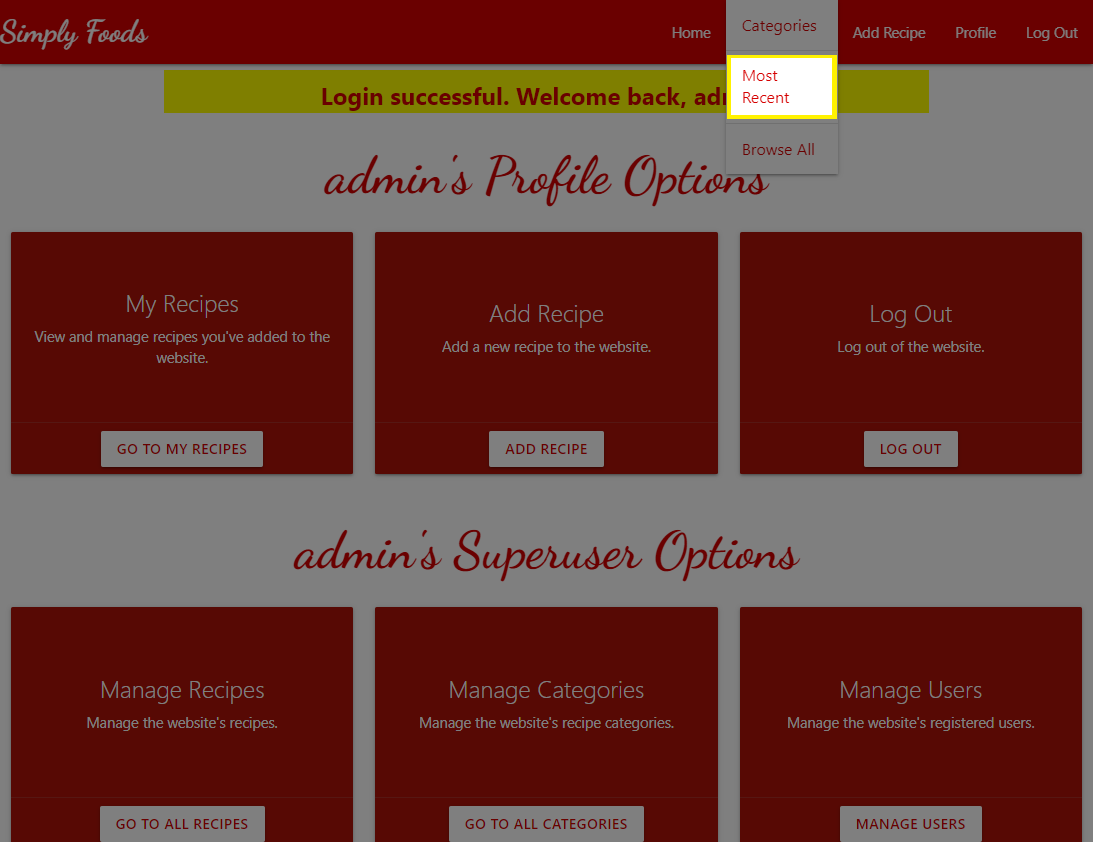 Simply Foods
Home
Categories
Add Recipe
Profile
Log Out
Most
Recent
Browse All
Login successful. Welcome back,
admin's Profile Options
My Recipes
View and manage recipes you've added to the
website.
GO TO MY RECIPES
Add Recipe
Add a new recipe to the website.
ADD RECIPE
Log Out
Log out of the website.
LOG OUT
admin's Superuser Options
Manage Recipes
Manage the website's recipes.
GO TO ALL RECIPES
Manage Categories
Manage the website's recipe categories.
GO TO ALL CATEGORIES
Manage Users
Manage the website's registered users.
MANAGE USERS